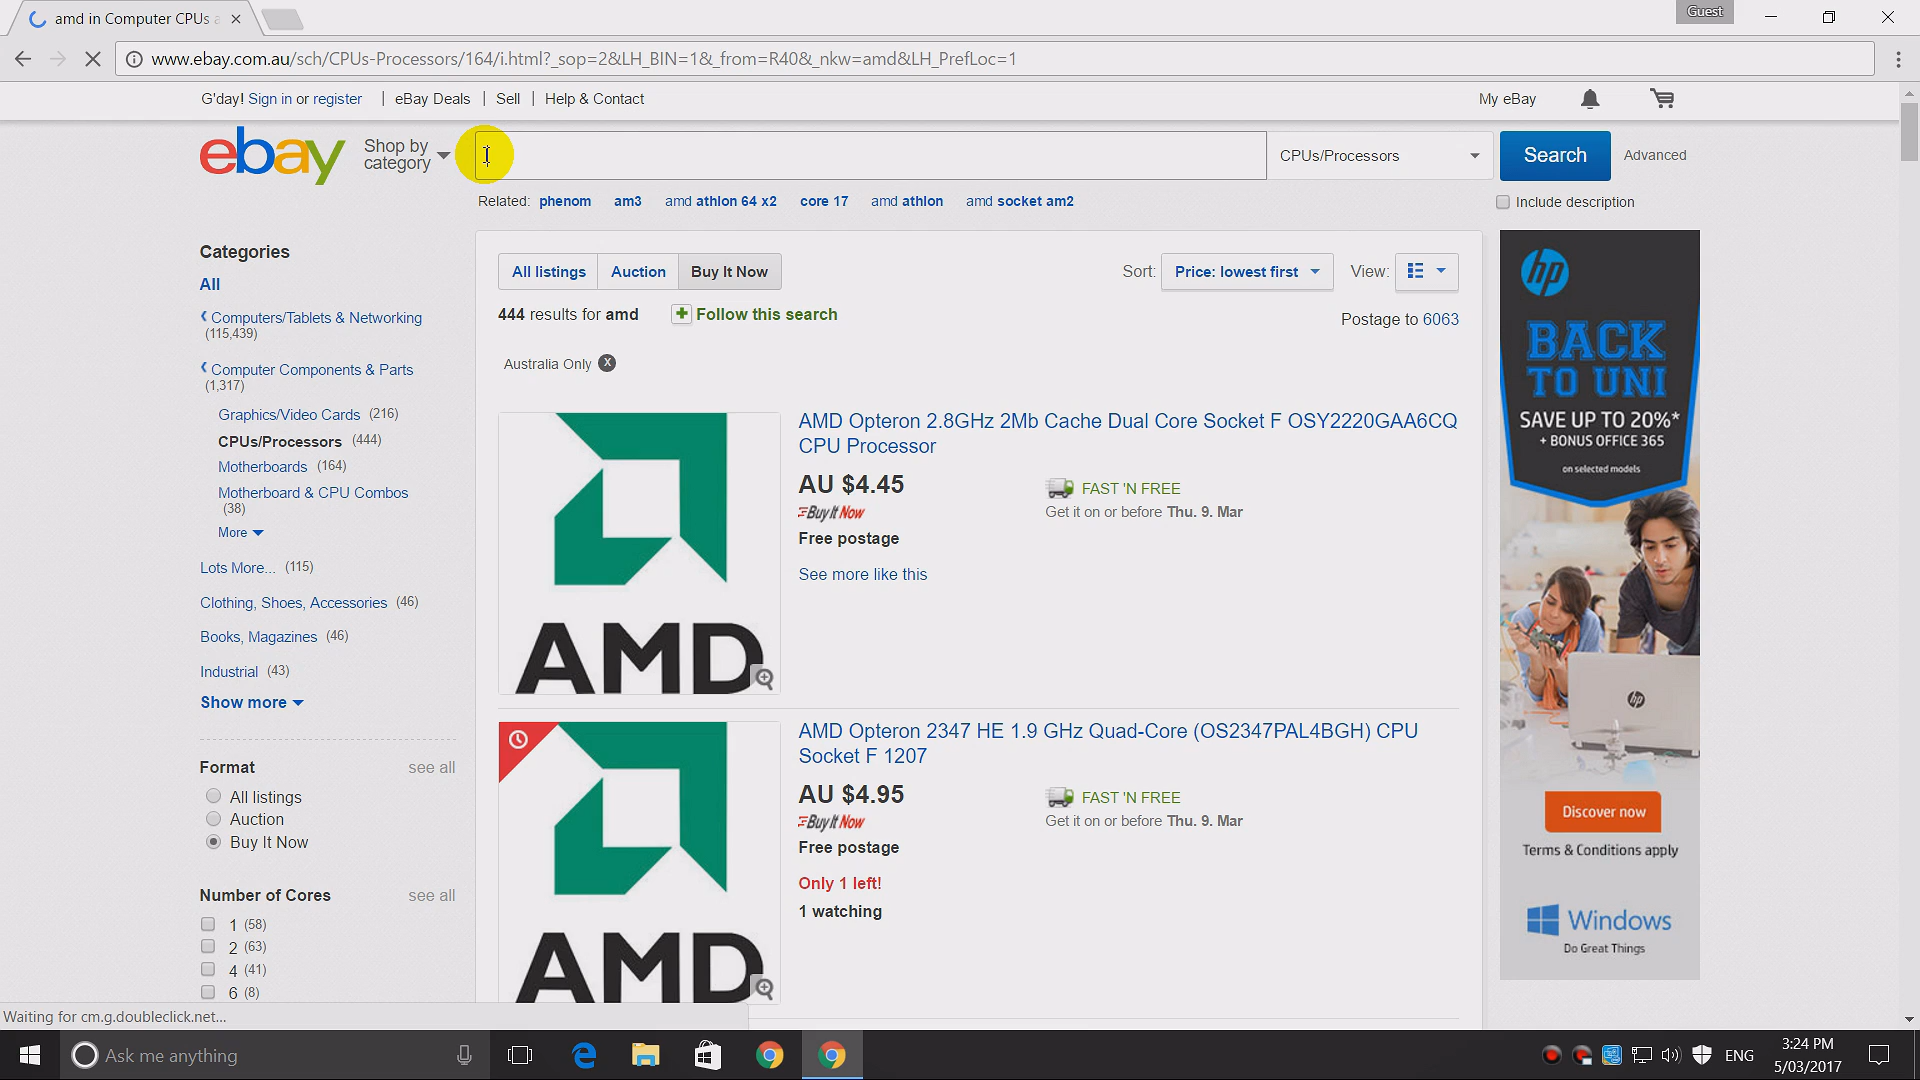 amd in Computer CPUs a
Guest
www.ebay.com.au/sch/CPUs-Processors/164/i.html?_sop=2&LH_BIN=1&_from=R40&_nkw=amd&LH_PrefLoc=1
G'day! Sign in or register | eBay Deals | Sell | Help & Contact
My eBay
ebay
Shop by
category
CPUs/Processors
Search
Advanced
Related: phenom am3 amd athlon 64 x2 core 17 amd athlon amd socket am2
Include description
Categories
All
Computers/Tablets & Networking
(115,439)
Computer Components & Parts
(1,317)
Graphics/Video Cards (216)
CPUs/Processors (444)
Motherboards (164)
Motherboard & CPU Combos
(38)
More
Lots More... (115)
Clothing, Shoes, Accessories (46)
Books, Magazines (46)
Industrial (43)
Show more
Format see all
All listings
Auction
Buy It Now
Number of Cores see all
1 (58)
2 (63)
4 (41)
6 (8)
All listings
Auction
Buy It Now
Sort: Price: lowest first
View:
444 results for amd
Follow this search
Postage to 6063
Australia Only X
AMD
AMD Opteron 2.8GHz 2Mb Cache Dual Core Socket F OSY2220GAA6CQ
CPU Processor
AU $4.45
Buy It Now
Free postage
See more like this
FAST 'N FREE
Get it on or before Thu. 9. Mar
AMD
AMD Opteron 2347 HE 1.9 GHz Quad-Core (OS2347PAL4BGH) CPU
Socket F 1207
AU $4.95
Buy It Now
Free postage
Only 1 left!
1 watching
FAST 'N FREE
Get it on or before Thu. 9. Mar
hp
BACK
TO UNI
SAVE UP TO 20%*
+ BONUS OFFICE 365
on selected models
hp
Discover now
Terms & Conditions apply
Windows
Do Great Things
Waiting for cm.g.doubleclick.net...
Ask me anything
ENG
3:24 PM
5/03/2017